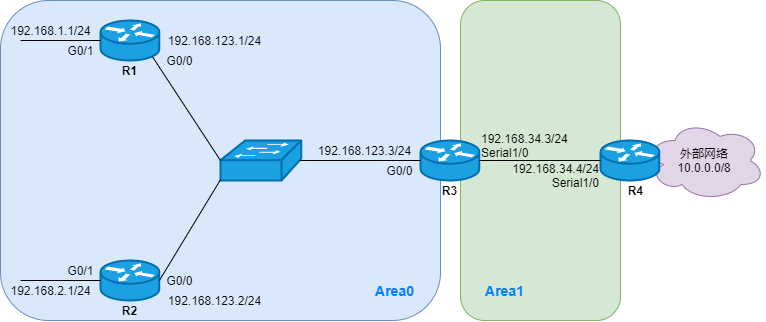 192.168.1.1/24
G0/1
192.168.123.1/24
G0/0
R1
192.168.123.3/24
G0/0
R3
192.168.34.3/24
Serial1/0
192.168.34.4/24
Serial1/0
R4
外部网络
10.0.0.0/8
G0/1
192.168.2.1/24
G0/0
192.168.123.2/24
R2
Area0
Area1